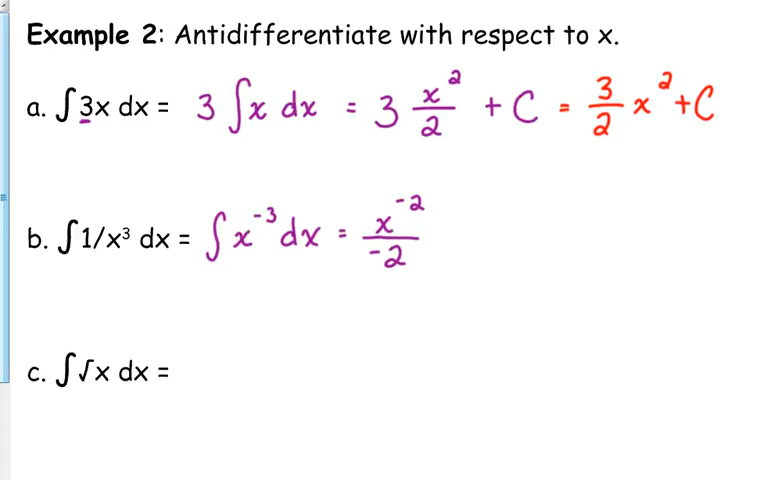 Example 2: Antidifferentiate with respect to x.
a. ∫3x dx = 3 ∫x dx = 3 x²/2 + C = 3/2 x² + C
b. ∫1/x³ dx = ∫x⁻³ dx = x⁻²/-2
c. ∫√x dx =